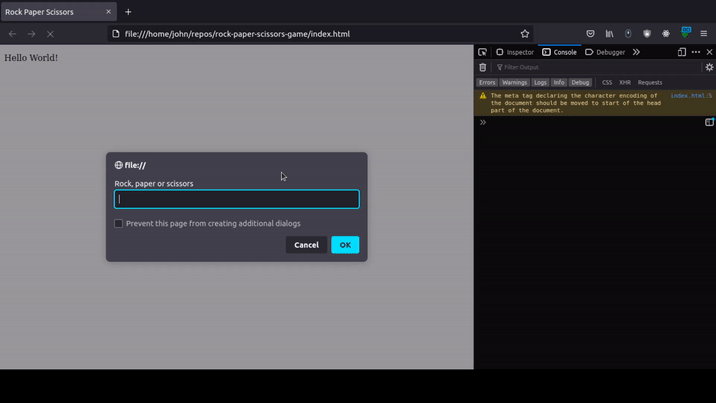 Rock Paper Scissors
file:///home/john/repos/rock-paper-scissors-game/index.html
Hello World!
Inspector
Console
Debugger
Filter Output
Errors
Warnings
Logs
Info
Debug
CSS
XHR
Requests
The meta tag declaring the character encoding of
the document should be moved to start of the head
part of the document.
index.html:5
file://
Rock, paper or scissors
Prevent this page from creating additional dialogs
Cancel
OK